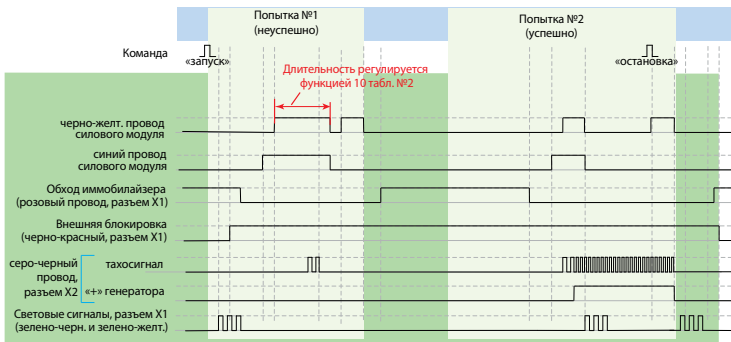 Попытка №1
(неуспешно)
Попытка №2
(успешно)
Команда
«запуск»
«остановка»
Длительность регулируется
функцией 10 табл. №2
черно-желт. провод
силового модуля
синий провод
силового модуля
Обход иммобилайзера
(розовый провод, разъем X1)
Внешняя блокировка
(черно-красный, разъем X1)
серо-черный
провод,
разъем X2
тахосигнал
«+» генератора
Световые сигналы, разъем X1
(зелено-черн. и зелено-желт.)